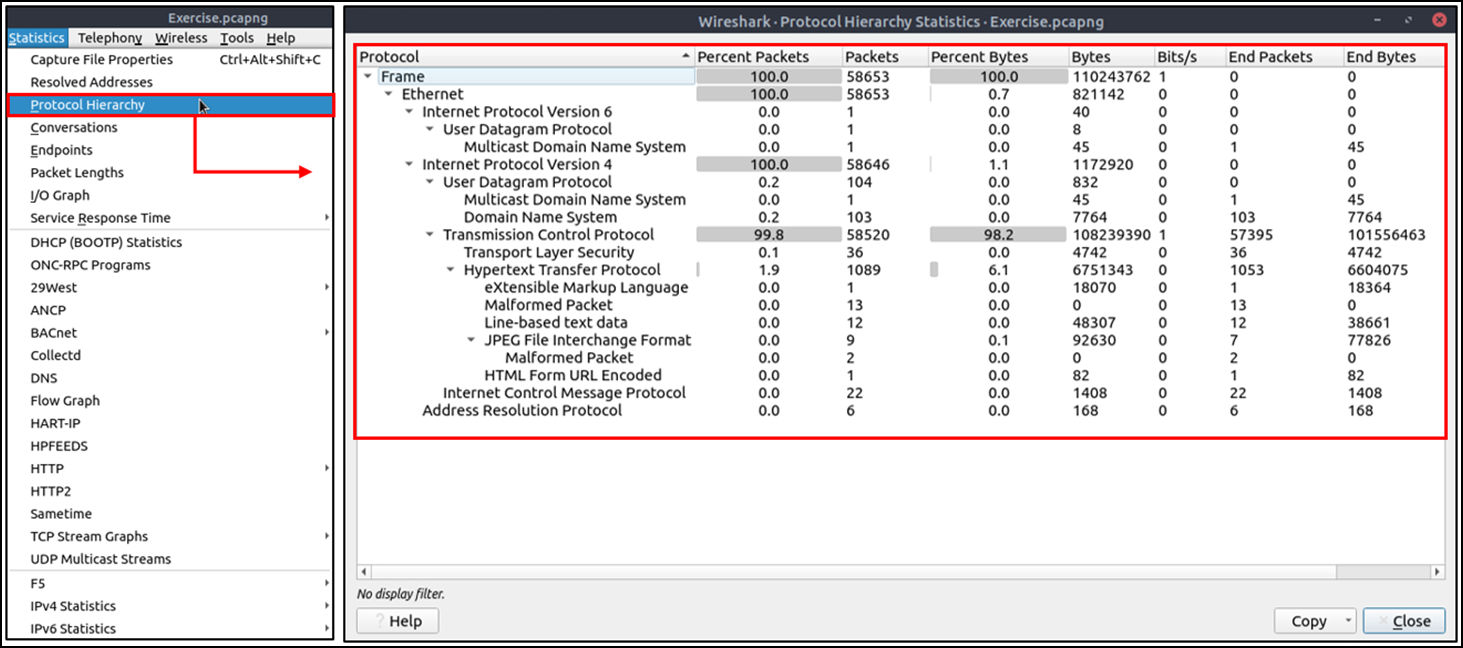 Exercise.pcapng
Statistics Telephony Wireless Tools Help
Capture File Properties Ctrl+Alt+Shift+C
Resolved Addresses
Protocol Hierarchy
Conversations
Endpoints
Packet Lengths
I/O Graph
Service Response Time
DHCP (BOOTP) Statistics
ONC-RPC Programs
29West
ANCP
BACnet
Collectd
DNS
Flow Graph
HART-IP
HPFEEDS
HTTP
HTTP2
Sametime
TCP Stream Graphs
UDP Multicast Streams
F5
IPv4 Statistics
IPv6 Statistics
Wireshark · Protocol Hierarchy Statistics · Exercise.pcapng
Protocol Percent Packets Packets Percent Bytes Bytes Bits/s End Packets End Bytes
Frame 100.0 58653 100.0 110243762 1 0 0
Ethernet 100.0 58653 0.7 821142 0 0 0
Internet Protocol Version 6 0.0 1 0.0 40 0 0 0
User Datagram Protocol 0.0 1 0.0 8 0 0 0
Multicast Domain Name System 0.0 1 0.0 45 0 1 45
Internet Protocol Version 4 100.0 58646 1.1 1172920 0 0 0
User Datagram Protocol 0.2 104 0.0 832 0 0 0
Multicast Domain Name System 0.0 1 0.0 45 0 1 45
Domain Name System 0.2 103 0.0 7764 0 103 7764
Transmission Control Protocol 99.8 58520 98.2 108239390 1 57395 101556463
Transport Layer Security 0.1 36 0.0 4742 0 36 4742
Hypertext Transfer Protocol 1.9 1089 6.1 6751343 0 1053 6604075
eXtensible Markup Language 0.0 1 0.0 18070 0 1 18364
Malformed Packet 0.0 13 0.0 0 0 13 0
Line-based text data 0.0 12 0.0 48307 0 12 38661
JPEG File Interchange Format 0.0 9 0.1 92630 0 7 77826
Malformed Packet 0.0 2 0.0 0 0 2 0
HTML Form URL Encoded 0.0 1 0.0 82 0 1 82
Internet Control Message Protocol 0.0 22 0.0 1408 0 22 1408
Address Resolution Protocol 0.0 6 0.0 168 0 6 168
No display filter.
? Help Copy Close